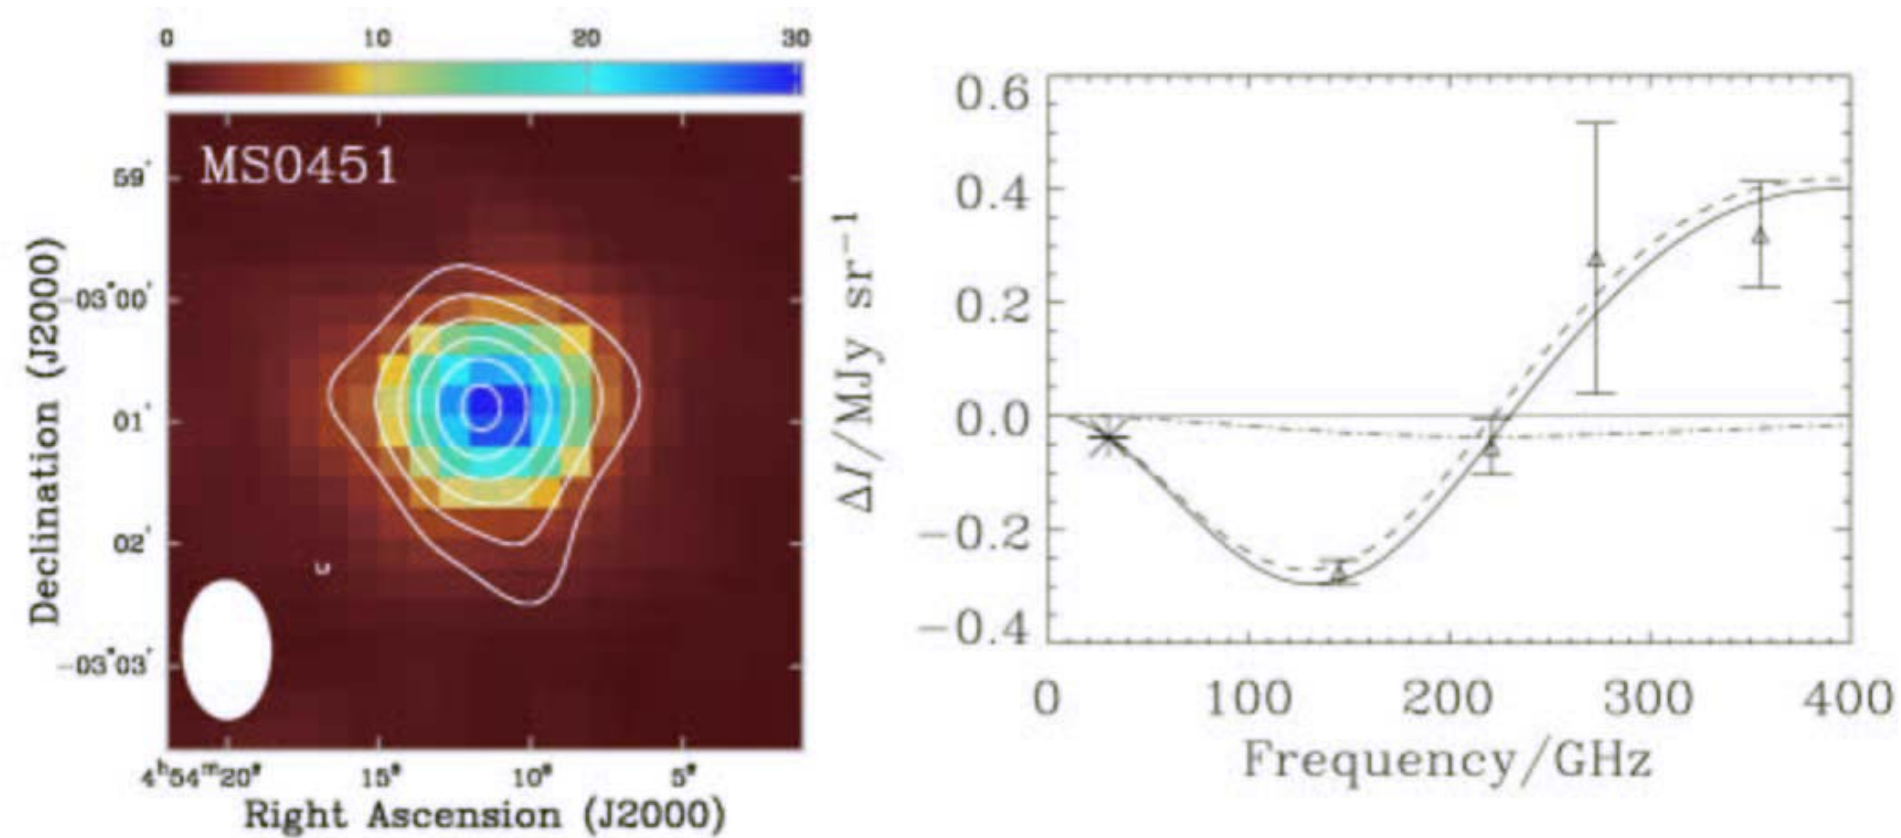 0 10 20 30
MS0451
59'
-03°00'
01'
02'
-03°03'
4ʰ54ᵐ20ˢ 15ˢ 10ˢ 5ˢ
Declination (J2000)
Right Ascension (J2000)
0.6
0.4
0.2
0.0
−0.2
−0.4
ΔI/MJy sr⁻¹
0 100 200 300 400
Frequency/GHz